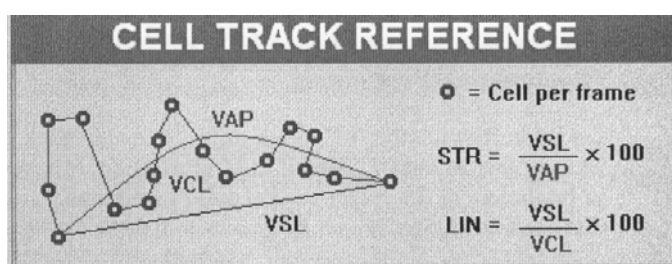 CELL TRACK REFERENCE
= Cell per frame
VAP
STR = VSL / VAP × 100
VCL
VSL
LIN = VSL / VCL × 100